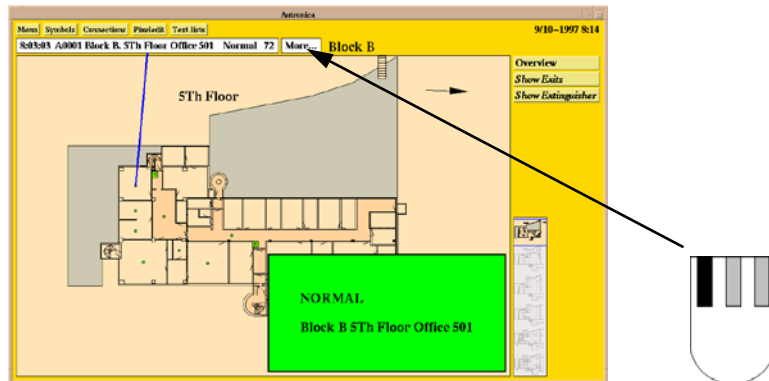 Autronica
Menu Symbols Connections Pixeledit Text lists
9/10-1997 8:14
8:03:03 A0001 Block B. 5Th Floor Office 501 Normal 72 More... Block B
Overview
Show Exits
Show Extinguisher
5Th Floor
NORMAL
Block B 5Th Floor Office 501